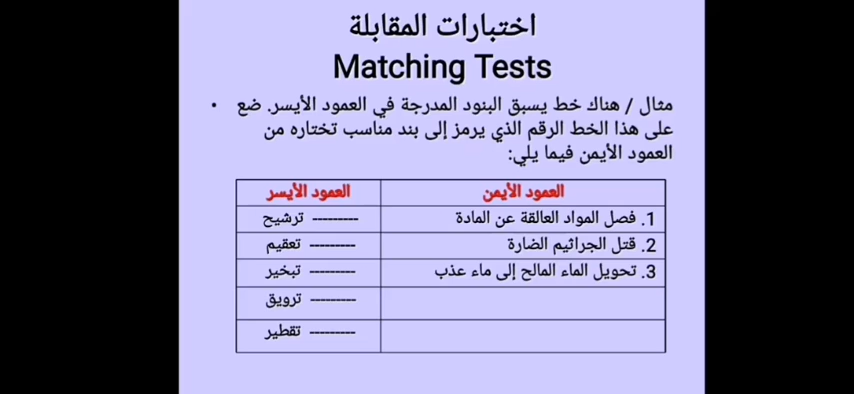 اختبارات المقابلة
Matching Tests
• مثال / هناك خط يسبق البنود المدرجة في العمود الأيسر. ضع
على هذا الخط الرقم الذي يرمز إلى بند مناسب تختاره من
العمود الأيمن فيما يلي:
العمود الأيمن العمود الأيسر
1. فصل المواد العالقة عن المادة --------- ترشيح
2. قتل الجراثيم الضارة --------- تعقيم
3. تحويل الماء المالح إلى ماء عذب --------- تبخير
--------- ترويق
--------- تقطير